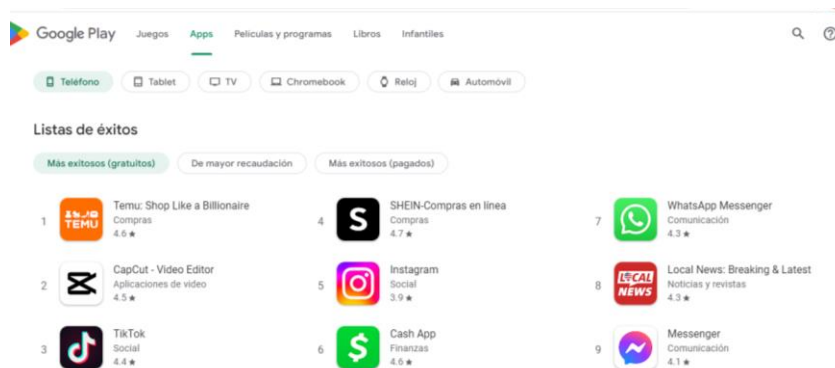 Google Play Juegos Apps Películas y programas Libros Infantiles
Teléfono Tablet TV Chromebook Reloj Automóvil
Listas de éxitos
Más exitosos (gratuitos) De mayor recaudación Más exitosos (pagados)
1 TEMU Temu: Shop Like a Billionaire
Compras
4.6 ★
2 CapCut - Video Editor
Aplicaciones de video
4.5 ★
3 TikTok
Social
4.4 ★
4 S SHEIN-Compras en línea
Compras
4.7 ★
5 Instagram
Social
3.9 ★
6 $ Cash App
Finanzas
4.6 ★
7 WhatsApp Messenger
Comunicación
4.3 ★
8 LOCAL NEWS Local News: Breaking & Latest
Noticias y revistas
4.3 ★
9 Messenger
Comunicación
4.1 ★